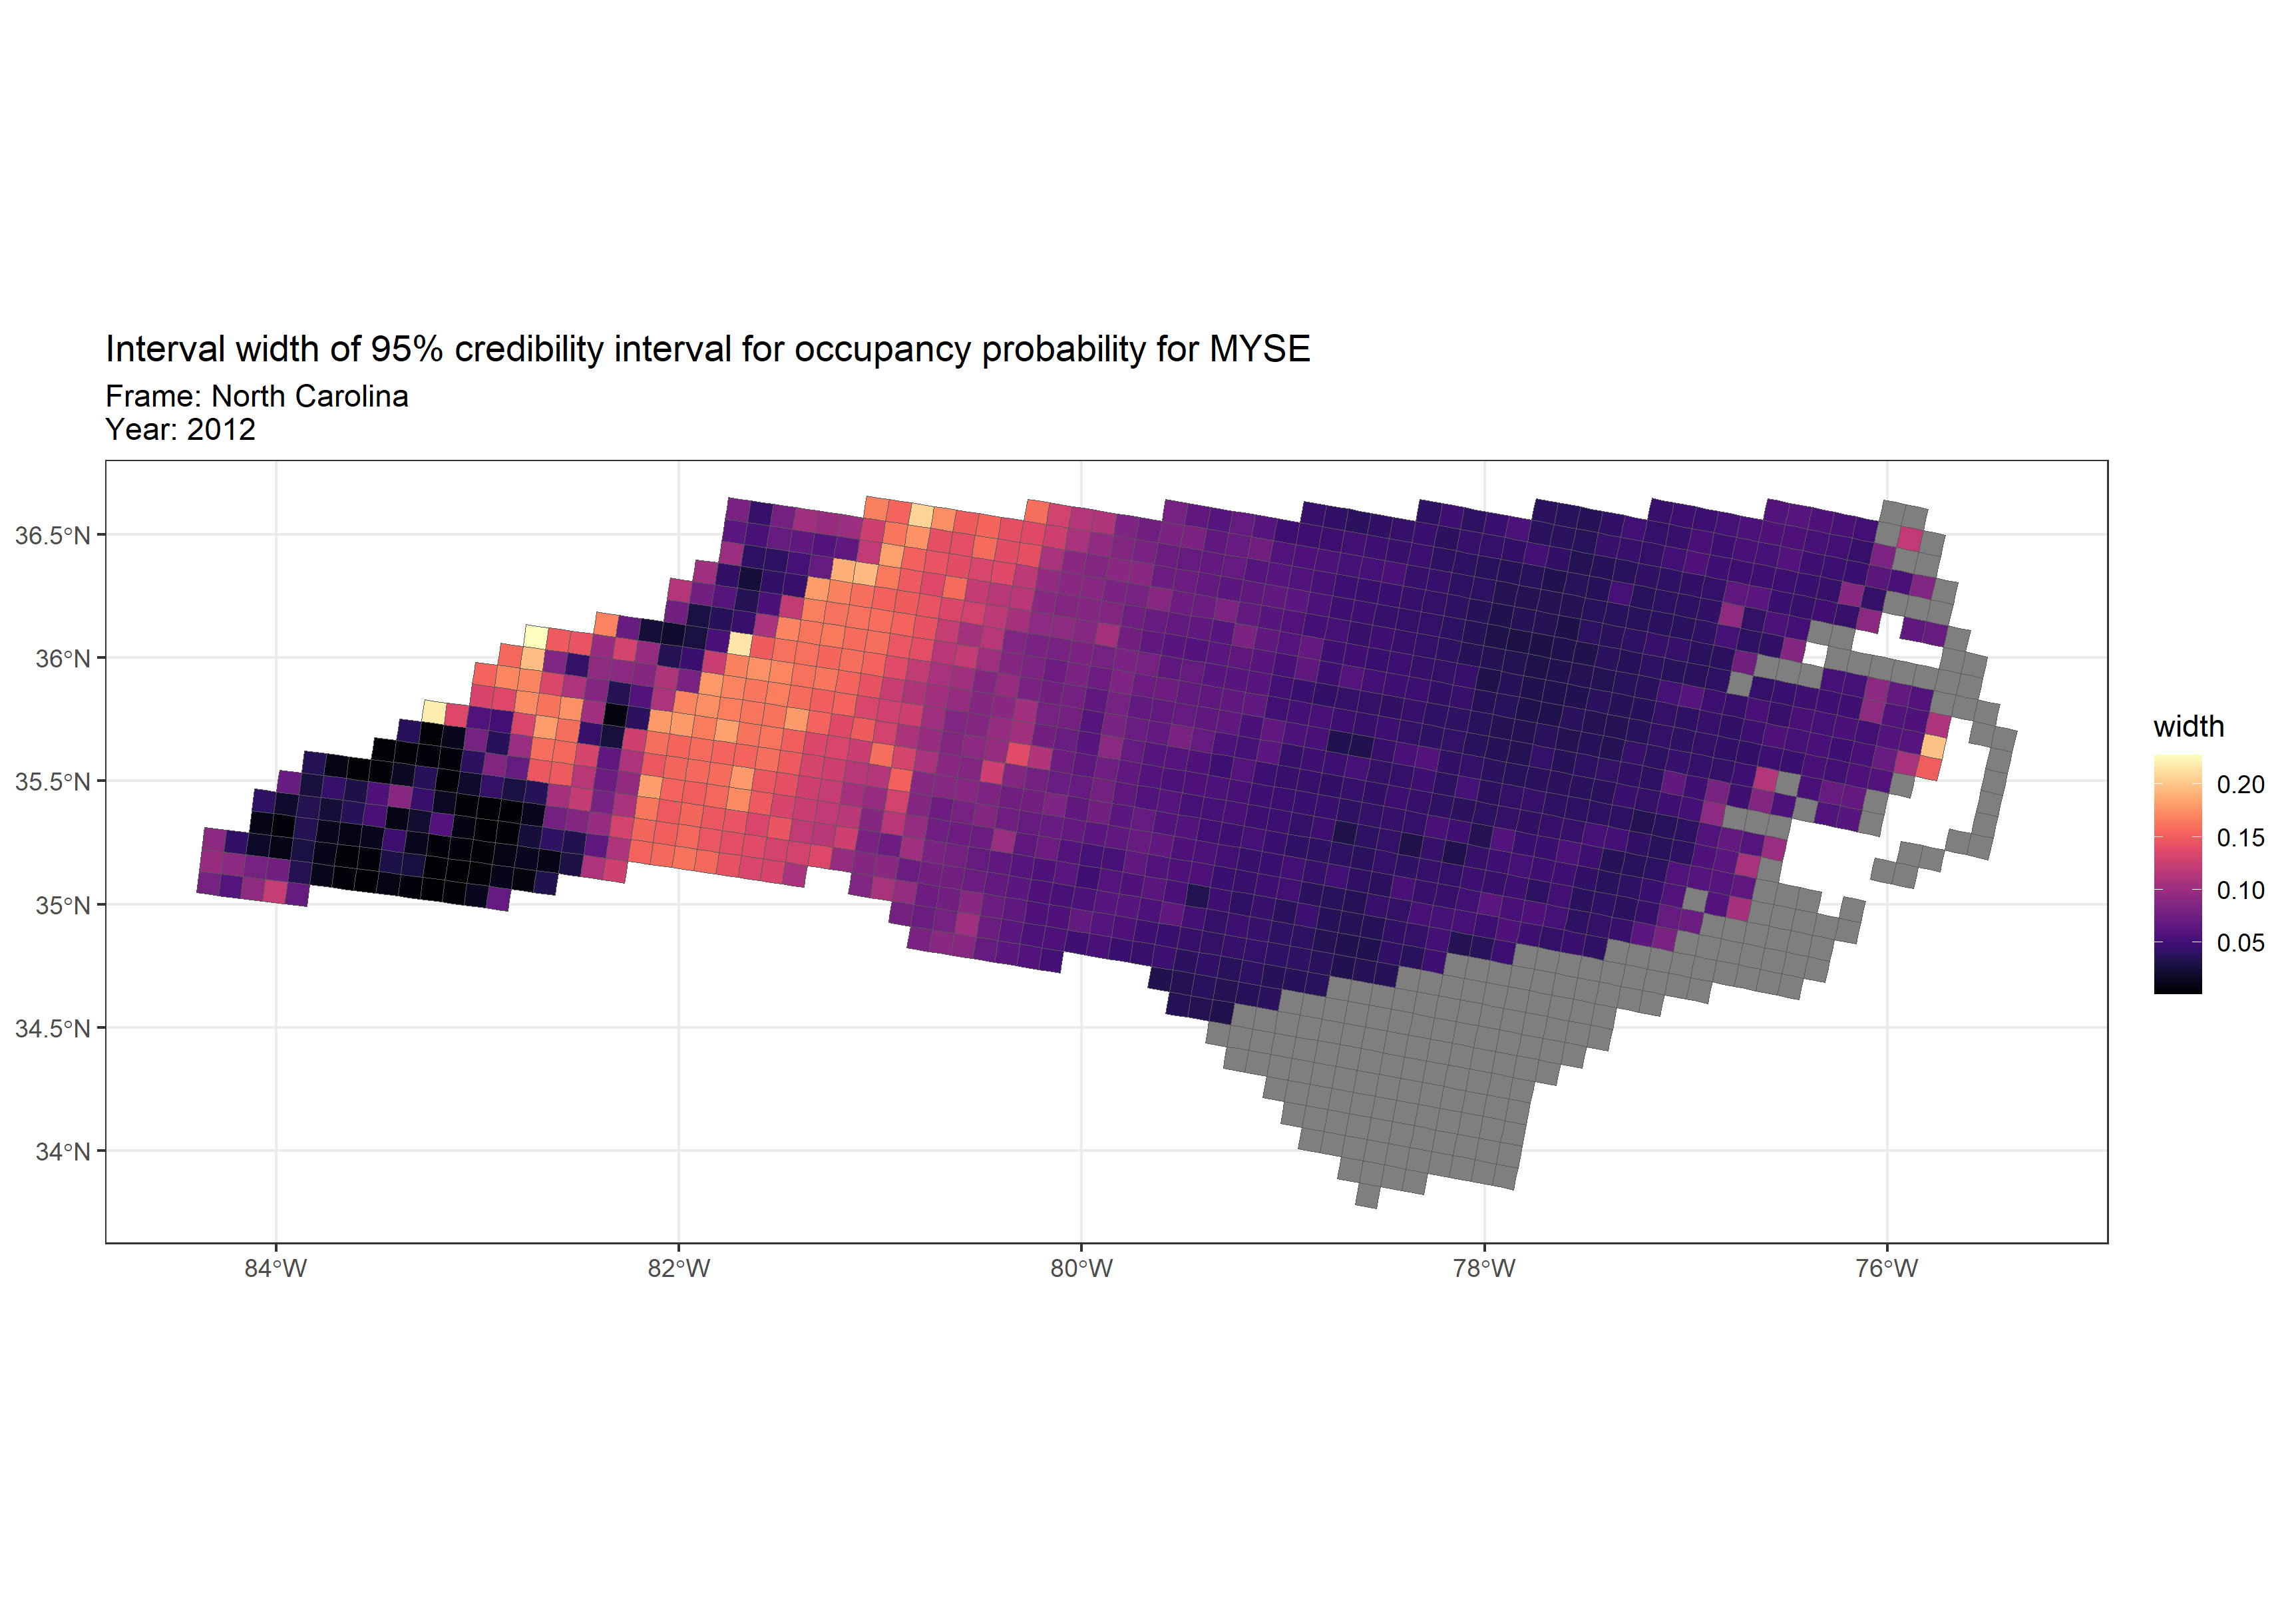 Interval width of 95% credibility interval for occupancy probability for MYSE
Frame: North Carolina
Year: 2012
36.5°N
36°N
35.5°N
35°N
34.5°N
34°N
84°W
82°W
80°W
78°W
76°W
width
0.20
0.15
0.10
0.05